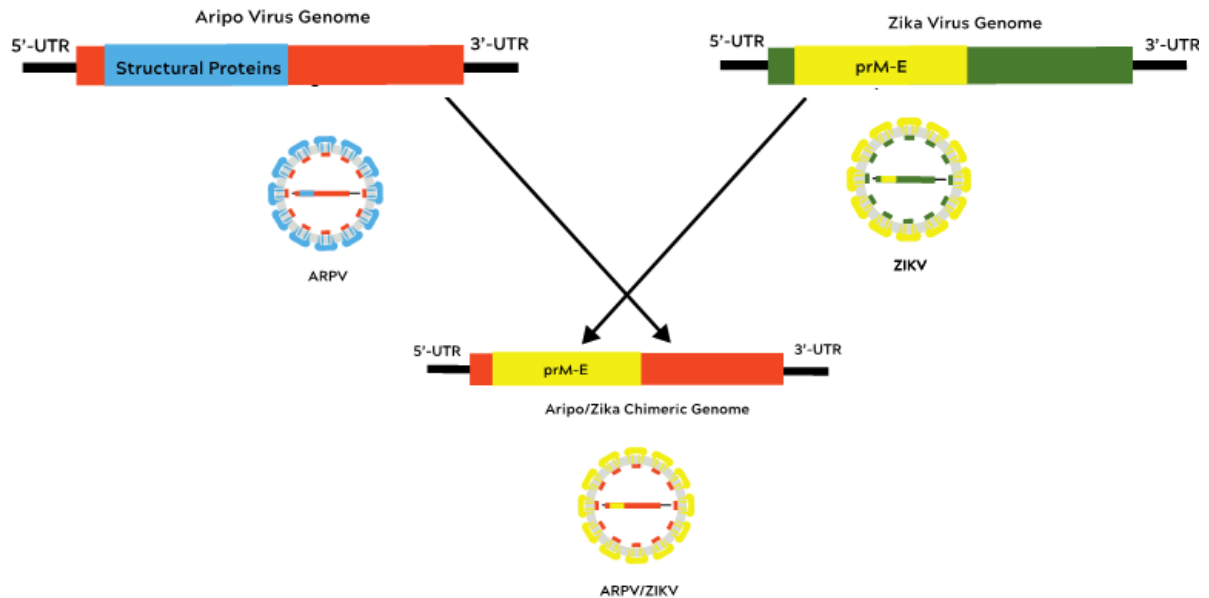 Aripo Virus Genome
5'-UTR
3'-UTR
Structural Proteins
ARPV
Zika Virus Genome
5'-UTR
3'-UTR
prM-E
ZIKV
5'-UTR
3'-UTR
prM-E
Aripo/Zika Chimeric Genome
ARPV/ZIKV